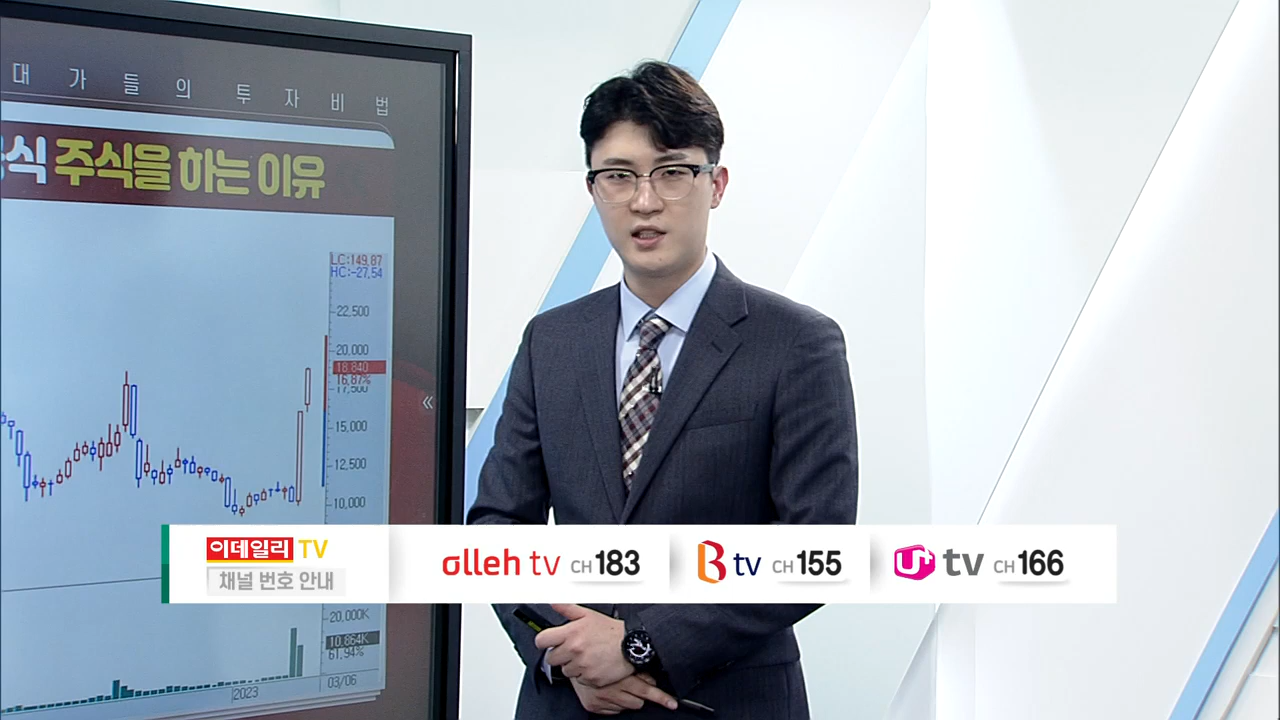 대가들의 투자비법
식 주식을 하는 이유
LC:149.87
HC:-27.54
22,500
20,000
18 840
16.87%
17,500
15,000
12,500
10,000
«
이데일리 TV
채널 번호 안내
olleh tv CH 183
B tv CH 155
U+ tv CH 166
20,000K
10 864K
61.94%
2023
03/06